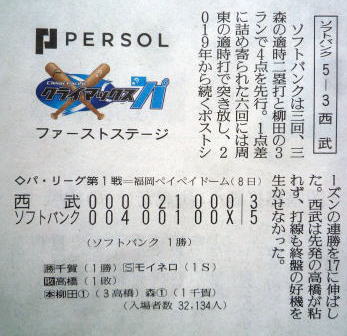 ソフトバンク 5―3 西武
ソフトバンクは三回、三
森の適時二塁打と柳田の3
ランで4点を先行。1点差
に詰め寄られた六回には周
東の適時打で突き放し、2
019年から続くポストシ
ーズンの連勝を17に伸ばし
た。西武は先発の高橋が粘
れず、打線も終盤の好機を
生かせなかった。
PERSOL
クライマックス パ
ファーストステージ
◇パ・リーグ第1戦=福岡ペイペイドーム(8日)
西　　武 000 021 000 3
ソフトバンク 004 001 00X 5
(ソフトバンク1勝)
勝千賀(1勝)Sモイネロ(1S)
敗高橋(1敗)
本柳田①(3高橋)森①(1千賀)
(入場者数 32,134人)